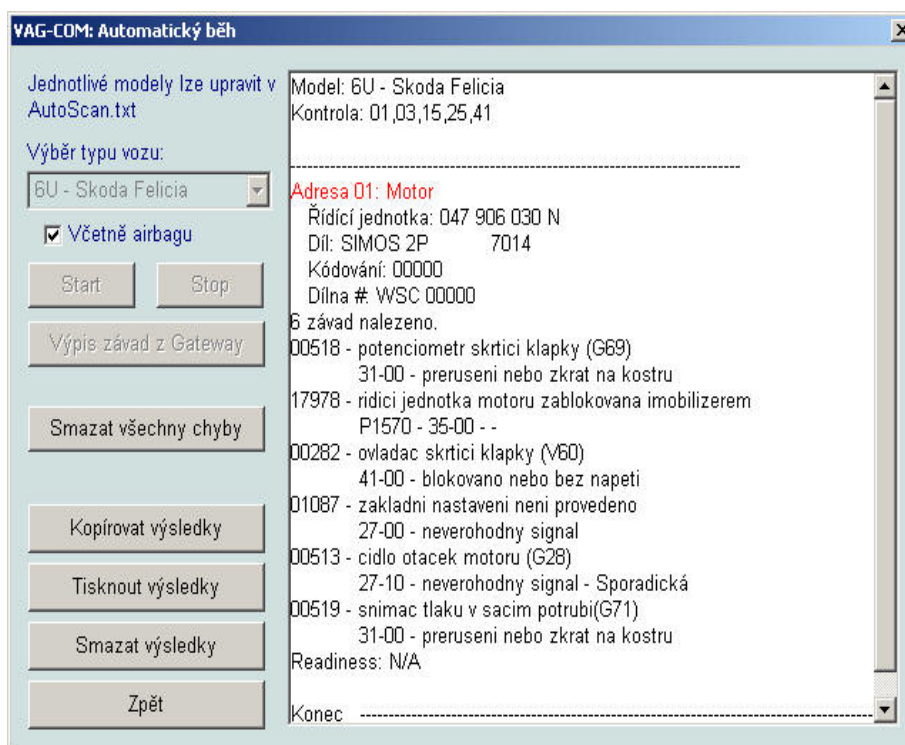 VAG-COM: Automatický běh
Jednotlivé modely lze upravit v
AutoScan.txt
Výběr typu vozu:
6U - Skoda Felicia
Včetně airbagu
Start
Stop
Výpis závad z Gateway
Smazat všechny chyby
Kopírovat výsledky
Tisknout výsledky
Smazat výsledky
Zpět
Model: 6U - Skoda Felicia
Kontrola: 01,03,15,25,41
--------------------------------------------------------------------------------
Adresa 01: Motor
Řídící jednotka: 047 906 030 N
Díl: SIMOS 2P 7014
Kódování: 00000
Dílna #: WSC 00000
6 závad nalezeno.
00518 - potenciometr skrtici klapky (G69)
31-00 - preruseni nebo zkrat na kostru
17978 - ridici jednotka motoru zablokovana imobilizerem
P1570 - 35-00 - -
00282 - ovladac skrtici klapky (V60)
41-00 - blokovano nebo bez napeti
01087 - zakladni nastaveni neni provedeno
27-00 - neverohodny signal
00513 - cidlo otacek motoru (G28)
27-10 - neverohodny signal - Sporadická
00519 - snimac tlaku v sacim potrubi(G71)
31-00 - preruseni nebo zkrat na kostru
Readiness: N/A
Konec --------------------------------------------------------------------------------